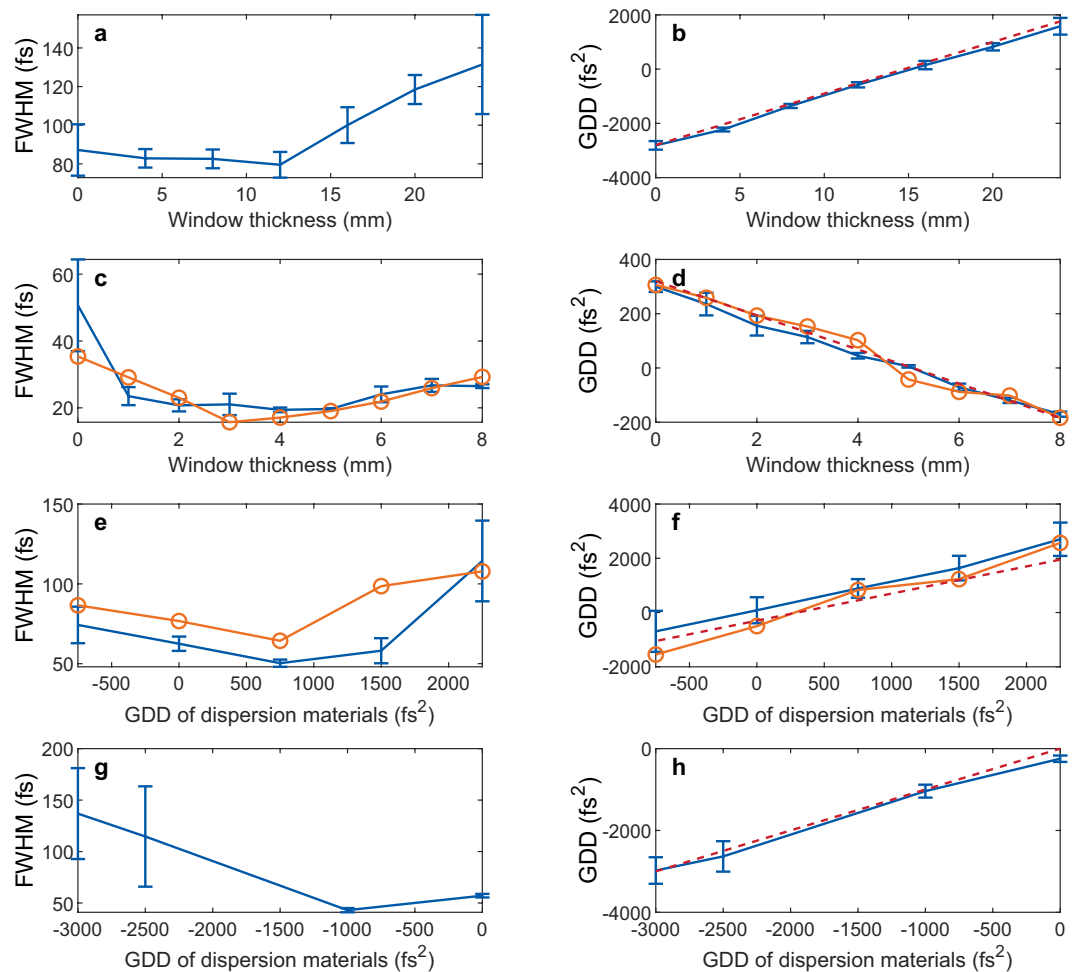 a
FWHM (fs)
140
120
100
80
0 5 10 15 20
Window thickness (mm)
b
GDD (fs²)
2000
0
-2000
-4000
0 5 10 15 20
Window thickness (mm)
c
FWHM (fs)
60
40
20
0 2 4 6 8
Window thickness (mm)
d
GDD (fs²)
400
200
0
-200
0 2 4 6 8
Window thickness (mm)
e
FWHM (fs)
150
100
50
-500 0 500 1000 1500 2000
GDD of dispersion materials (fs²)
f
GDD (fs²)
4000
2000
0
-2000
-500 0 500 1000 1500 2000
GDD of dispersion materials (fs²)
g
FWHM (fs)
200
150
100
50
-3000 -2500 -2000 -1500 -1000 -500 0
GDD of dispersion materials (fs²)
h
GDD (fs²)
0
-2000
-4000
-3000 -2500 -2000 -1500 -1000 -500 0
GDD of dispersion materials (fs²)